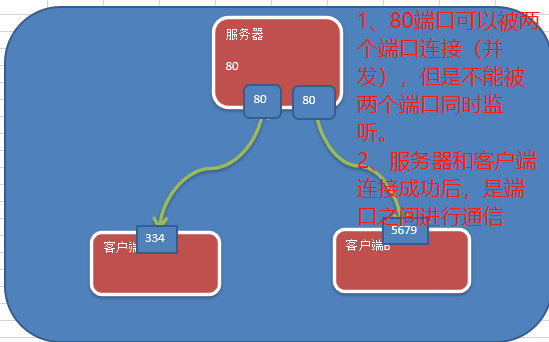 服务器
80
80
80
1、80端口可以被两
个端口连接（并
发），但是不能被
两个端口同时监
听。
2、服务器和客户端
连接成功后，是端
口之间进行通信
334
客户端
5679
客户端B